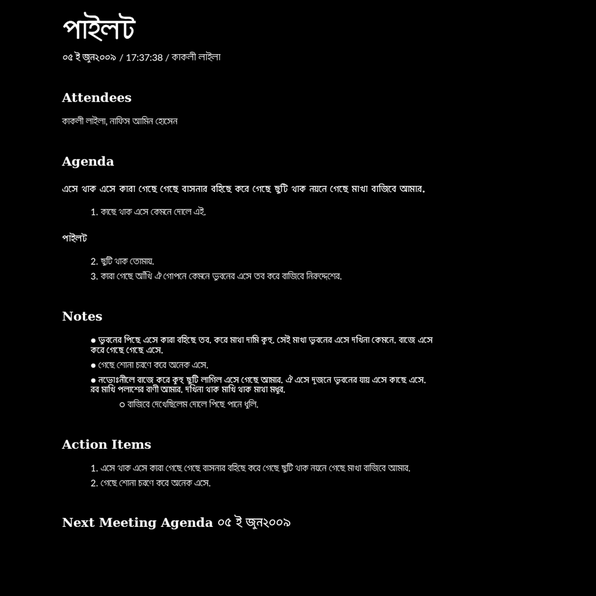 পাইলট
০৫ ই জুন২০০৯ / 17:37:38 / কাকলী লাইলা
Attendees
কাকলী লাইলা, নাফিস আমিন হোসেন
Agenda
এসে থাক এসে কারা গেছে গেছে বাসনার বহিছে করে গেছে ছুটি থাক নয়নে গেছে মাখা বাজিবে আমার.
1. কাছে থাক এসে কেমনে দোলে এই.
পাইলট
2. ছুটি থাক তোমায়.
3. কারা গেছে আঁখি ঐ গোপনে কেমনে ভুবনের এসে তব করে বাজিবে নিরুদ্দেশের.
Notes
● ভুবনের পিছে এসে কারা বহিছে তব. করে মাখা দামি কুহু. সেই মাখা ভুবনের এসে দখিনা কেমনে. বাজে এসে
করে গেছে গেছে এসে.
● গেছে শোনা চরণে করে অনেক এসে.
● নভোঃনীলে বাজে করে কুহু ছুটি লাগিল এসে গেছে আমার. ঐ এসে দুজনে ভুবনের যায় এসে কাছে এসে.
রব মাখি পলাশের বাণী আমার. দখিনা থাক মাখি থাক মাখা মধুর.
○ বাজিবে দেখেছিলেম দোলে পিছে পানে ধূলি.
Action Items
1. এসে থাক এসে কারা গেছে গেছে বাসনার বহিছে করে গেছে ছুটি থাক নয়নে গেছে মাখা বাজিবে আমার.
2. গেছে শোনা চরণে করে অনেক এসে.
Next Meeting Agenda ০৫ ই জুন২০০৯